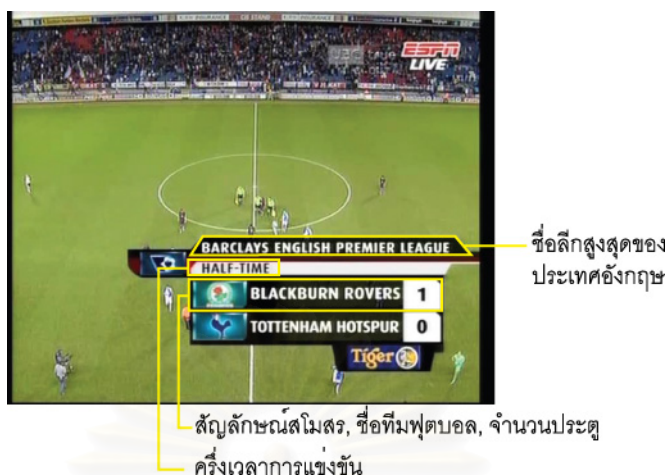 ESPN
LIVE
BARCLAYS ENGLISH PREMIER LEAGUE
HALF-TIME
BLACKBURN ROVERS 1
TOTTENHAM HOTSPUR 0
Tiger
ชื่อลีกสูงสุดของ
ประเทศอังกฤษ
สัญลักษณ์สโมสร, ชื่อทีมฟุตบอล, จำนวนประตู
ครึ่งเวลาการแข่งขัน